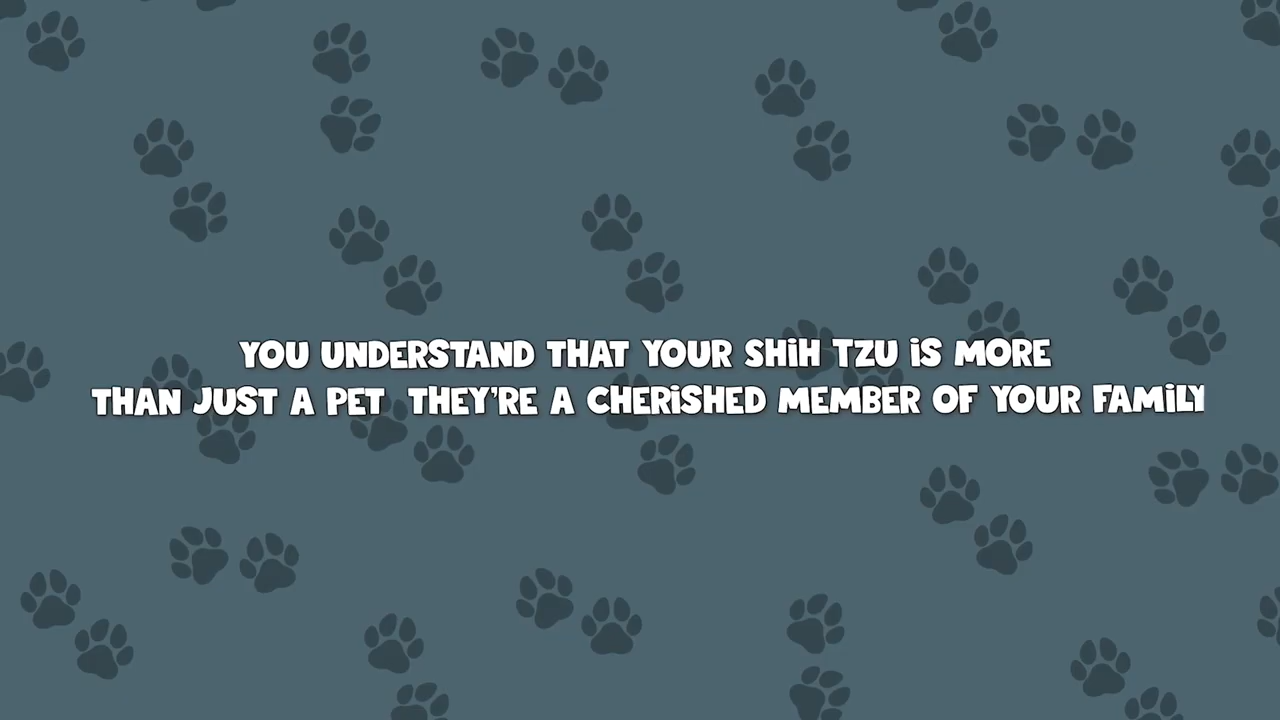 YOU UNDERSTAND THAT YOUR SHiH TZU iS MORE
THAN JUST A PET THEY'RE A CHERiSHED MEMBER OF YOUR FAMiLY